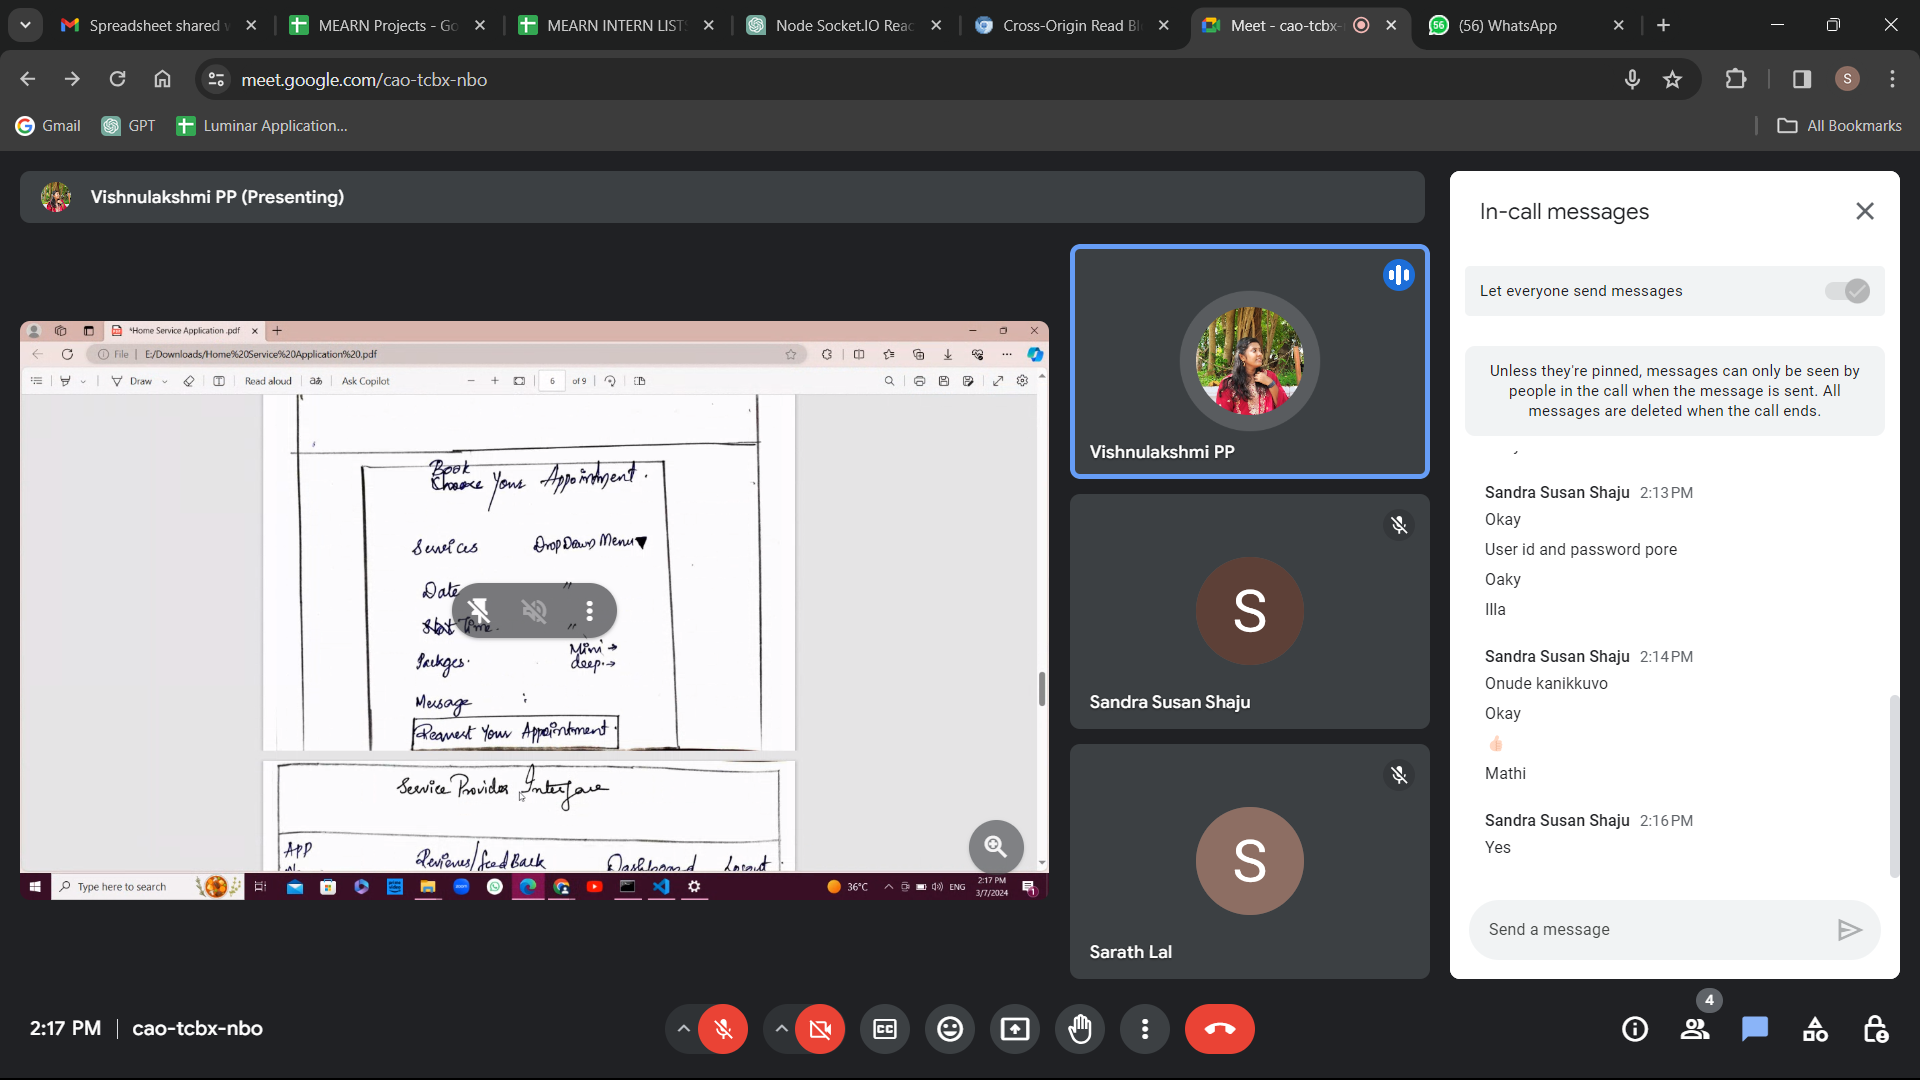 Spreadsheet shared w
MEARN Projects - Go
MEARN INTERN LIST
Node Socket.IO Reac
Cross-Origin Read Bl
Meet - cao-tcbx-
56
(56) WhatsApp
meet.google.com/cao-tcbx-nbo
S
Gmail
GPT
Luminar Application...
All Bookmarks
Vishnulakshmi PP (Presenting)
*Home Service Application .pdf
File
E:/Downloads/Home%20Service%20Application%20.pdf
Draw
Read aloud
Ask Copilot
6 of 9
Book
Choose Your Appointment.
Services DropDown Menu
Date "
Time. "
Mini →
Packges. deep. →
Message :
Request Your Appointment.
Service Provider Interface
APP
Reviews/feedBack Dashboard Logout
Type here to search
36°C
ENG
2:17 PM
3/7/2024
1
Vishnulakshmi PP
S
Sandra Susan Shaju
S
Sarath Lal
In-call messages
Let everyone send messages
Unless they're pinned, messages can only be seen by
people in the call when the message is sent. All
messages are deleted when the call ends.
Sandra Susan Shaju 2:13 PM
Okay
User id and password pore
Oaky
Illa
Sandra Susan Shaju 2:14 PM
Onude kanikkuvo
Okay
Mathi
Sandra Susan Shaju 2:16 PM
Yes
Send a message
2:17 PM
cao-tcbx-nbo
CC
4